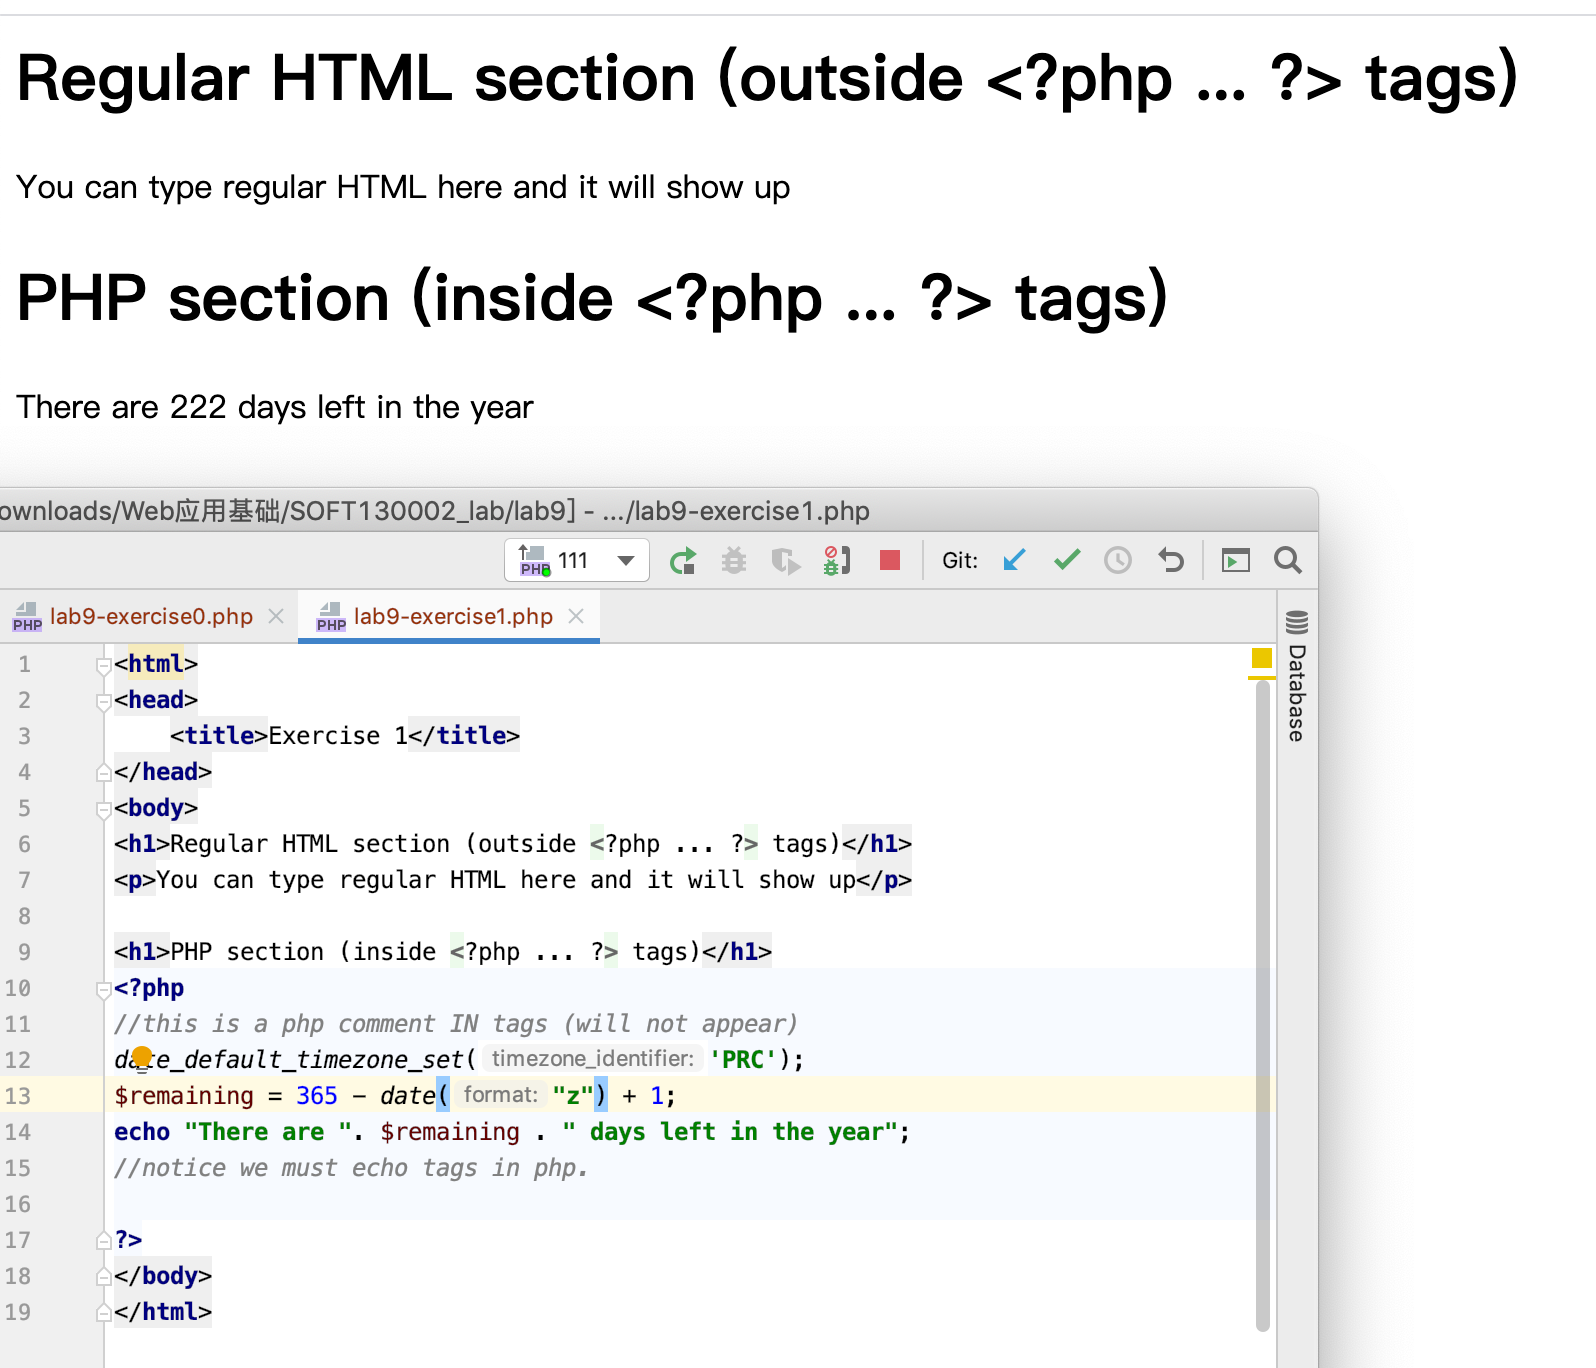 Regular HTML section (outside <?php ... ?> tags)
You can type regular HTML here and it will show up
PHP section (inside <?php ... ?> tags)
There are 222 days left in the year
ownloads/Web应用基础/SOFT130002_lab/lab9] - .../lab9-exercise1.php
PHP 111 Git:
PHP lab9-exercise0.php PHP lab9-exercise1.php
Database
1 <html>
2 <head>
3     <title>Exercise 1</title>
4 </head>
5 <body>
6 <h1>Regular HTML section (outside <?php ... ?> tags)</h1>
7 <p>You can type regular HTML here and it will show up</p>
8
9 <h1>PHP section (inside <?php ... ?> tags)</h1>
10 <?php
11 //this is a php comment IN tags (will not appear)
12 date_default_timezone_set( timezone_identifier: 'PRC');
13 $remaining = 365 - date( format: "z") + 1;
14 echo "There are ". $remaining . " days left in the year";
15 //notice we must echo tags in php.
16
17 ?>
18 </body>
19 </html>